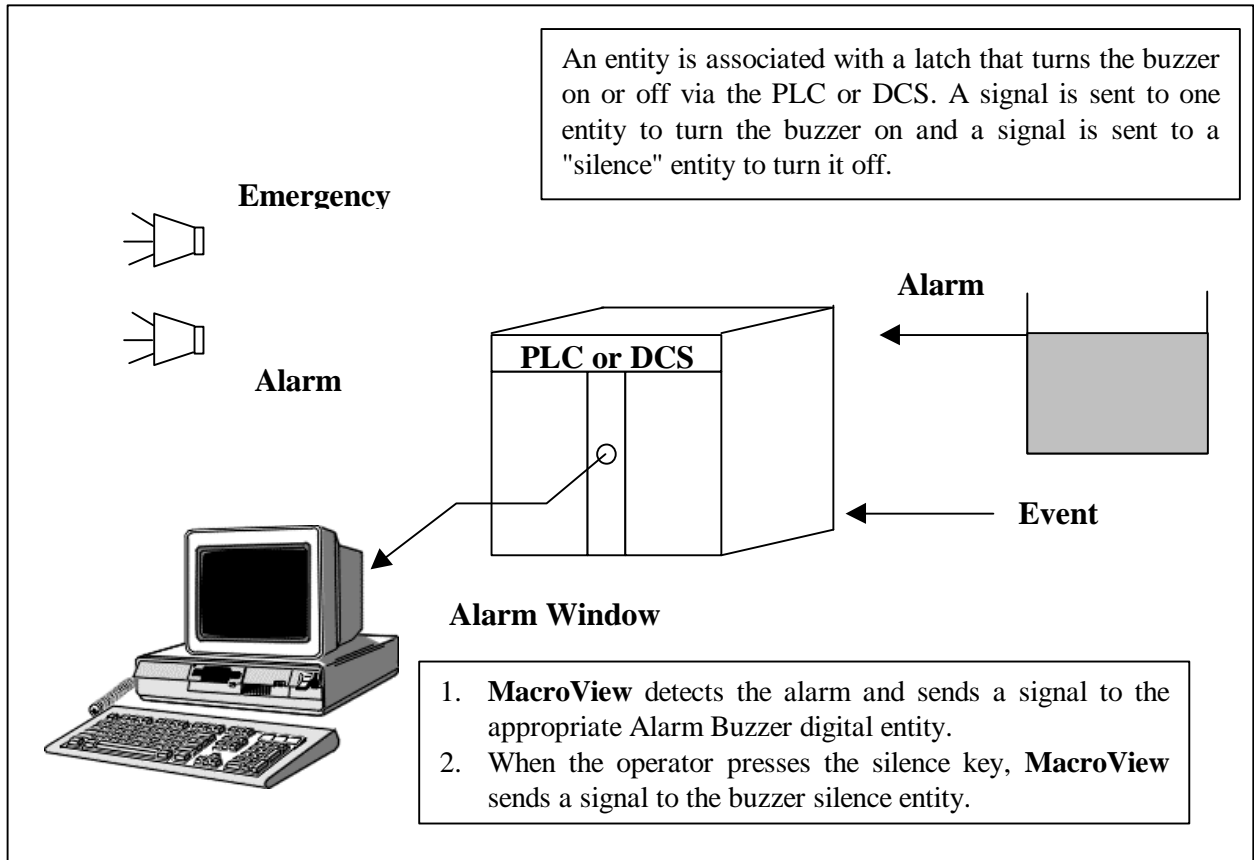 An entity is associated with a latch that turns the buzzer
on or off via the PLC or DCS. A signal is sent to one
entity to turn the buzzer on and a signal is sent to a
"silence" entity to turn it off.
Emergency
Alarm
PLC or DCS
Alarm
Event
Alarm Window
1. MacroView detects the alarm and sends a signal to the
appropriate Alarm Buzzer digital entity.
2. When the operator presses the silence key, MacroView
sends a signal to the buzzer silence entity.